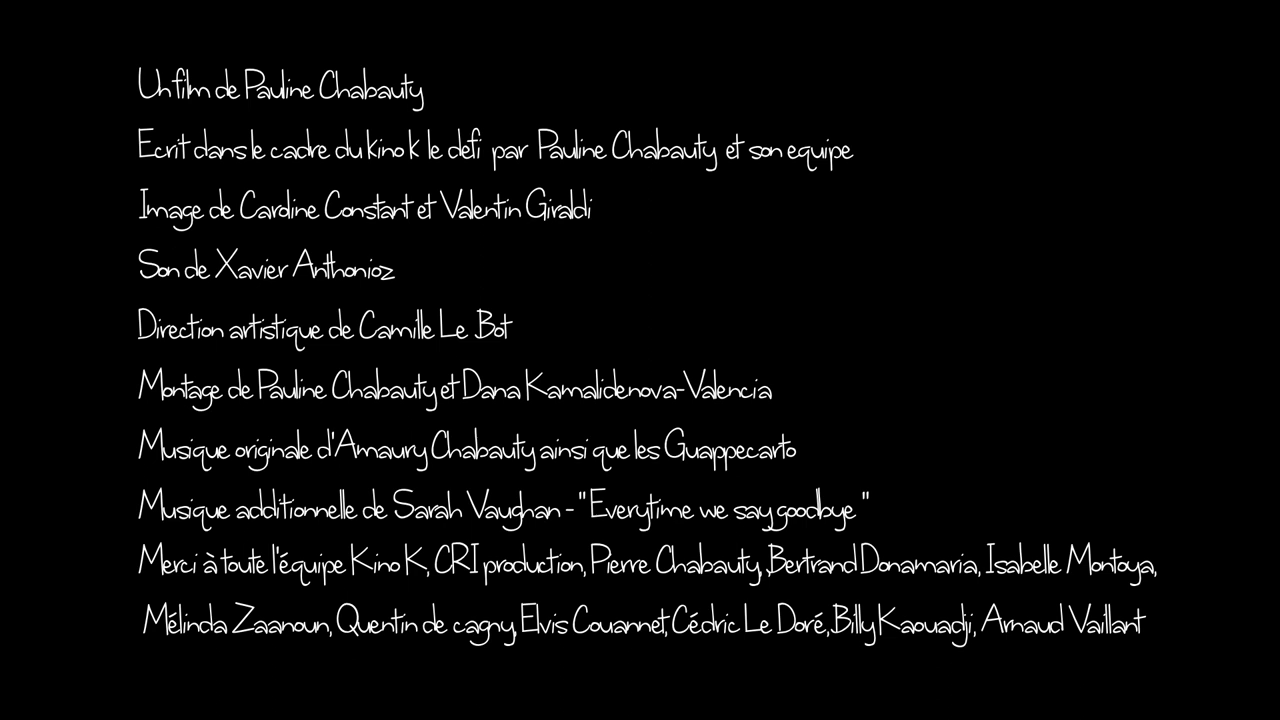 Un film de Pauline Chabauty
Ecrit dans le cadre du kino k le defi par Pauline Chabauty et son equipe
Image de Caroline Constant et Valentin Giraldi
Son de Xavier Anthonioz
Direction artistique de Camille Le Bot
Montage de Pauline Chabauty et Dana Kamalidenova-Valencia
Musique originale d'Amaury Chabauty ainsi que les Guappecarto
Musique additionnelle de Sarah Vaughan - "Everytime we say goodbye"
Merci à toute l'équipe Kino K, CRI production, Pierre Chabauty, Bertrand Donamaria, Isabelle Montoya,
Mélinda Zaanoun, Quentin de cagny, Elvis Couannet, Cédric Le Doré, Billy Kaouadji, Arnaud Vaillant